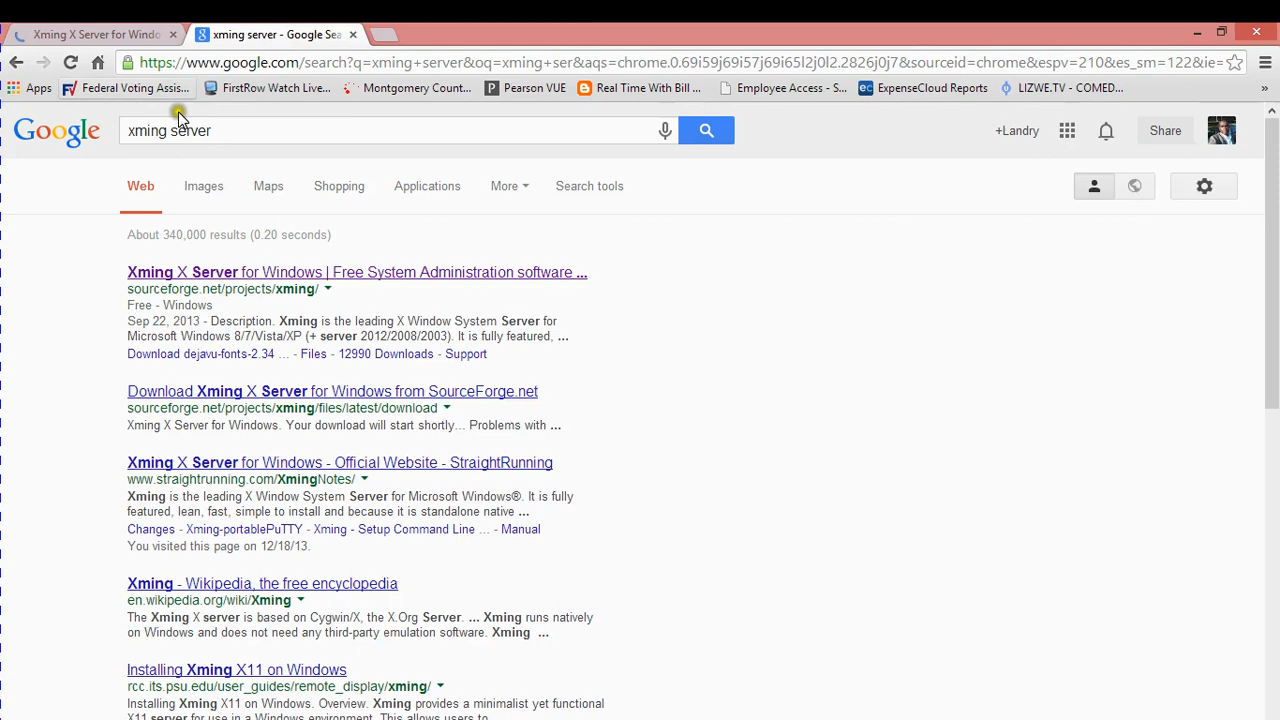 Xming X Server for Windo
xming server - Google Sea
https://www.google.com/search?q=xming+server&oq=xming+ser&aqs=chrome.0.69i59j69i57j69i65l2j0l2.2826j0j7&sourceid=chrome&espv=210&es_sm=122&ie=
Apps Federal Voting Assis... FirstRow Watch Live... Montgomery Count... Pearson VUE Real Time With Bill ... Employee Access - S... ec ExpenseCloud Reports LIZWE.TV - COMED... »
Google xming server +Landry Share
Web Images Maps Shopping Applications More Search tools
About 340,000 results (0.20 seconds)
Xming X Server for Windows | Free System Administration software ...
sourceforge.net/projects/xming/
Free - Windows
Sep 22, 2013 - Description. Xming is the leading X Window System Server for
Microsoft Windows 8/7/Vista/XP (+ server 2012/2008/2003). It is fully featured, ...
Download dejavu-fonts-2.34 ... - Files - 12990 Downloads - Support
Download Xming X Server for Windows from SourceForge.net
sourceforge.net/projects/xming/files/latest/download
Xming X Server for Windows. Your download will start shortly... Problems with ...
Xming X Server for Windows - Official Website - StraightRunning
www.straightrunning.com/XmingNotes/
Xming is the leading X Window System Server for Microsoft Windows®. It is fully
featured, lean, fast, simple to install and because it is standalone native ...
Changes - Xming-portablePuTTY - Xming - Setup Command Line ... - Manual
You visited this page on 12/18/13.
Xming - Wikipedia, the free encyclopedia
en.wikipedia.org/wiki/Xming
The Xming X server is based on Cygwin/X, the X.Org Server. ... Xming runs natively
on Windows and does not need any third-party emulation software. Xming ...
Installing Xming X11 on Windows
rcc.its.psu.edu/user_guides/remote_display/xming/
Installing Xming X11 on Windows. Overview. Xming provides a minimalist yet functional
X11 server for use in a Windows environment. This allows users to